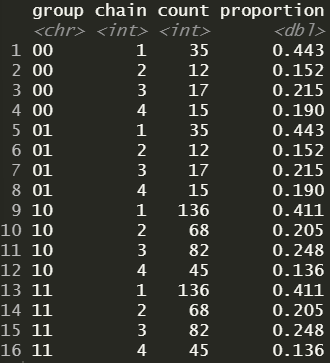 group chain count proportion
<chr> <int> <int> <dbl>
1 00 1 35 0.443
2 00 2 12 0.152
3 00 3 17 0.215
4 00 4 15 0.190
5 01 1 35 0.443
6 01 2 12 0.152
7 01 3 17 0.215
8 01 4 15 0.190
9 10 1 136 0.411
10 10 2 68 0.205
11 10 3 82 0.248
12 10 4 45 0.136
13 11 1 136 0.411
14 11 2 68 0.205
15 11 3 82 0.248
16 11 4 45 0.136